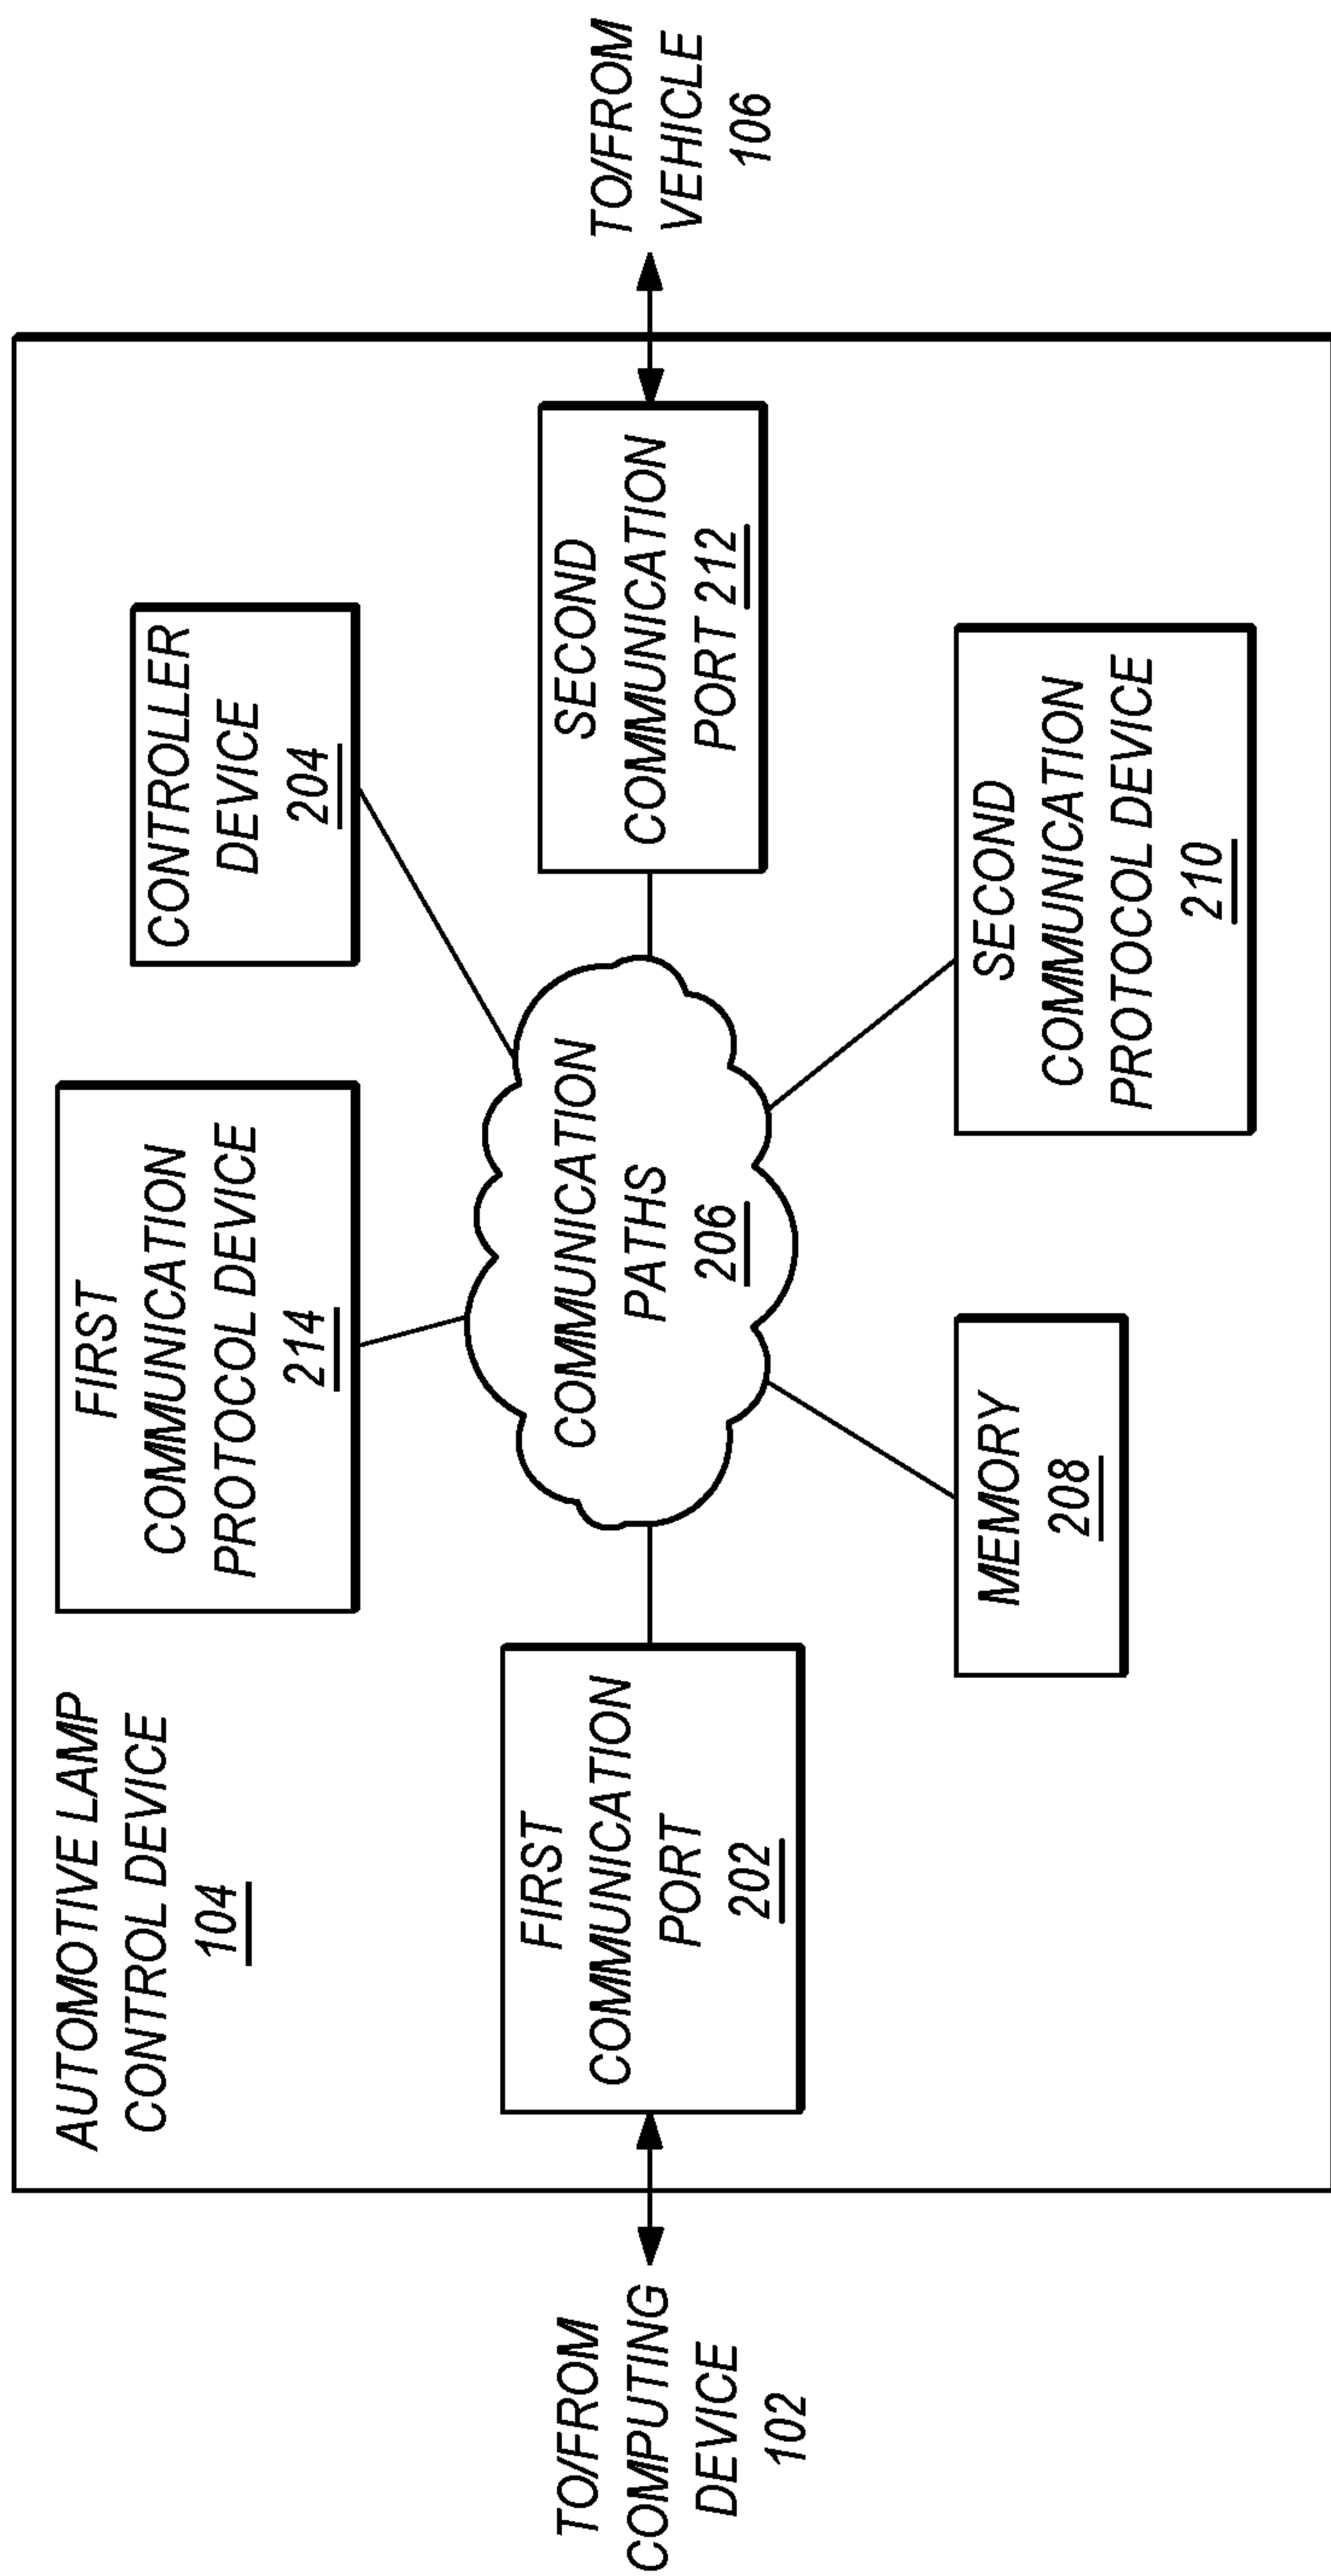 AUTOMOTIVE LAMP
CONTROL DEVICE
104
FIRST
COMMUNICATION
PROTOCOL DEVICE
214
CONTROLLER
DEVICE
204
TO/FROM
COMPUTING
DEVICE
102
FIRST
COMMUNICATION
PORT
202
COMMUNICATION
PATHS
206
SECOND
COMMUNICATION
PORT 212
TO/FROM
VEHICLE
106
MEMORY
208
SECOND
COMMUNICATION
PROTOCOL DEVICE
210